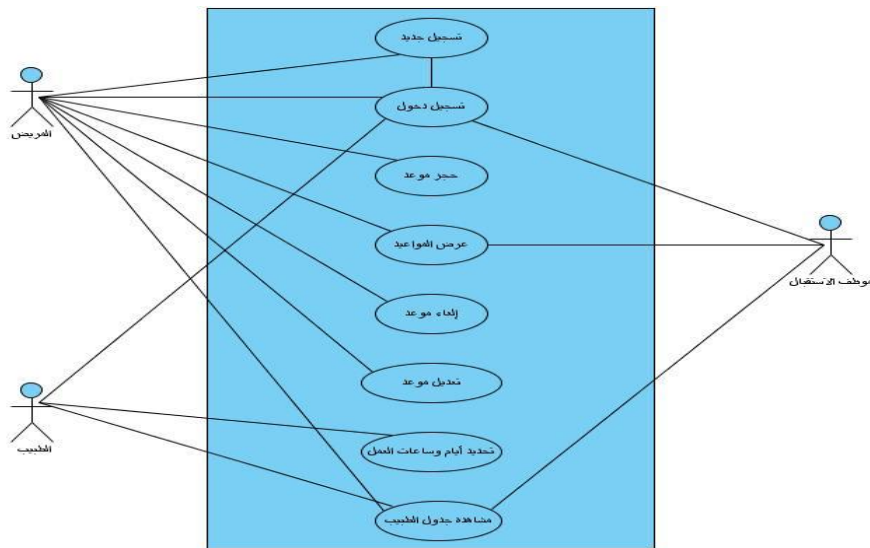 تسجيل جديد
تسجيل دخول
المريض
حجز موعد
عرض المواعيد
موظف الاستقبال
إلغاء موعد
تعديل موعد
الطبيب
تحديد أيام وساعات العمل
مشاهدة جدول الطبيب